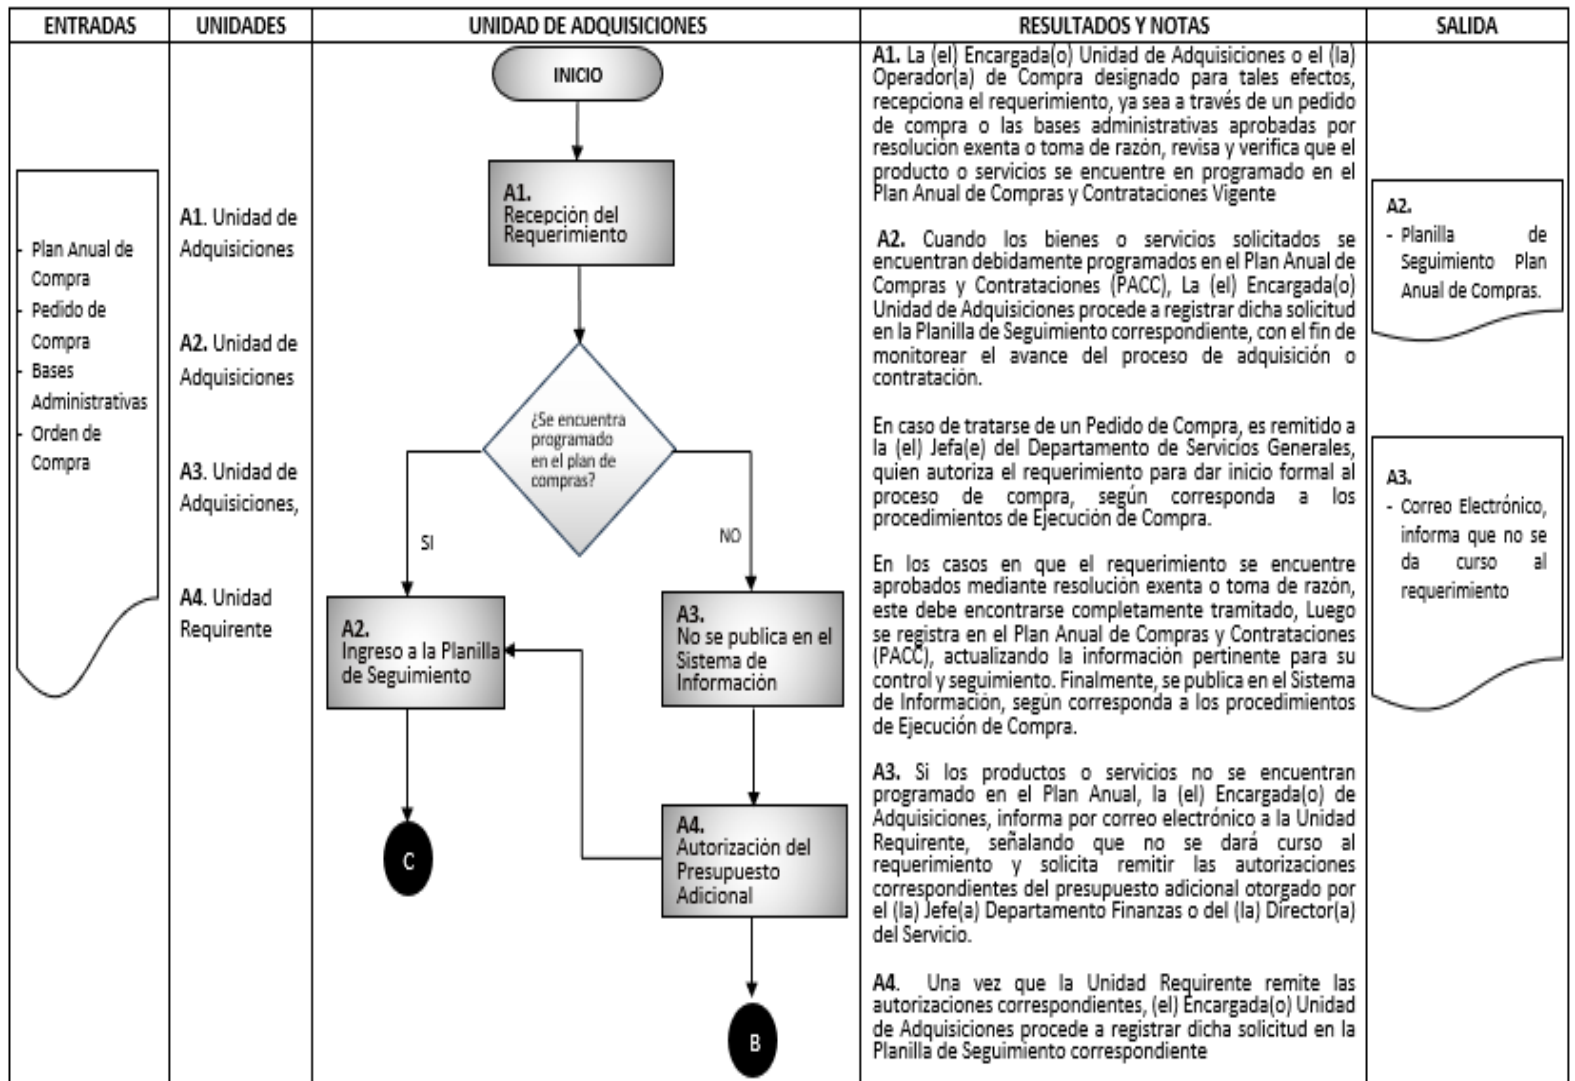 ENTRADAS
UNIDADES
UNIDAD DE ADQUISICIONES
RESULTADOS Y NOTAS
SALIDA
- Plan Anual de
Compra
- Pedido de
Compra
- Bases
Administrativas
- Orden de
Compra
A1. Unidad de
Adquisiciones
A2. Unidad de
Adquisiciones
A3. Unidad de
Adquisiciones,
A4. Unidad
Requirente
INICIO
A1.
Recepción del
Requerimiento
¿Se encuentra
programado
en el plan de
compras?
SI
NO
A2.
Ingreso a la Planilla
de Seguimiento
A3.
No se publica en el
Sistema de
Información
A4.
Autorización del
Presupuesto
Adicional
C
B
A1. La (el) Encargada(o) Unidad de Adquisiciones o el (la)
Operador(a) de Compra designado para tales efectos,
recepciona el requerimiento, ya sea a través de un pedido
de compra o las bases administrativas aprobadas por
resolución exenta o toma de razón, revisa y verifica que el
producto o servicios se encuentre en programado en el
Plan Anual de Compras y Contrataciones Vigente
A2. Cuando los bienes o servicios solicitados se
encuentran debidamente programados en el Plan Anual de
Compras y Contrataciones (PACC), La (el) Encargada(o)
Unidad de Adquisiciones procede a registrar dicha solicitud
en la Planilla de Seguimiento correspondiente, con el fin de
monitorear el avance del proceso de adquisición o
contratación.
En caso de tratarse de un Pedido de Compra, es remitido a
la (el) Jefa(e) del Departamento de Servicios Generales,
quien autoriza el requerimiento para dar inicio formal al
proceso de compra, según corresponda a los
procedimientos de Ejecución de Compra.
En los casos en que el requerimiento se encuentre
aprobados mediante resolución exenta o toma de razón,
este debe encontrarse completamente tramitado, Luego
se registra en el Plan Anual de Compras y Contrataciones
(PACC), actualizando la información pertinente para su
control y seguimiento. Finalmente, se publica en el Sistema
de Información, según corresponda a los procedimientos
de Ejecución de Compra.
A3. Si los productos o servicios no se encuentran
programado en el Plan Anual, la (el) Encargada(o) de
Adquisiciones, informa por correo electrónico a la Unidad
Requirente, señalando que no se dará curso al
requerimiento y solicita remitir las autorizaciones
correspondientes del presupuesto adicional otorgado por
el (la) Jefe(a) Departamento Finanzas o del (la) Director(a)
del Servicio.
A4. Una vez que la Unidad Requirente remite las
autorizaciones correspondientes, (el) Encargada(o) Unidad
de Adquisiciones procede a registrar dicha solicitud en la
Planilla de Seguimiento correspondiente
A2.
- Planilla de
Seguimiento Plan
Anual de Compras.
A3.
- Correo Electrónico,
informa que no se
da curso al
requerimiento